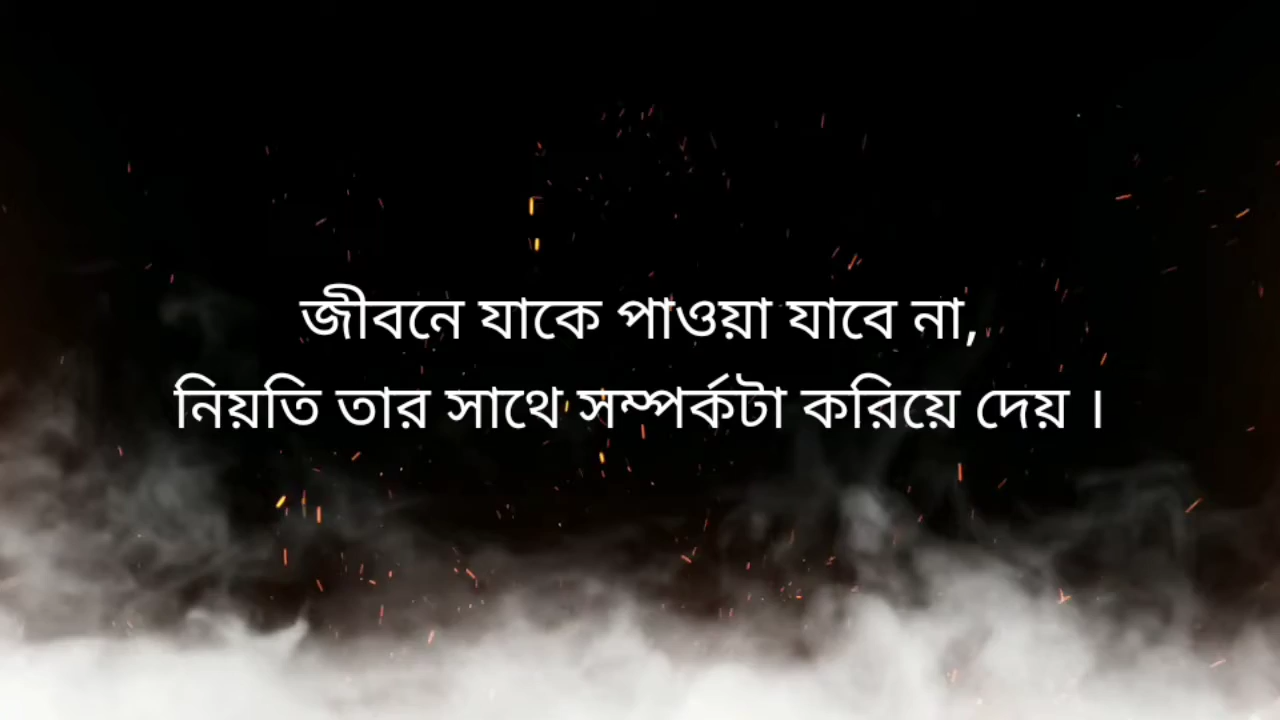 জীবনে যাকে পাওয়া যাবে না,
নিয়তি তার সাথে সম্পর্কটা করিয়ে দেয় ।